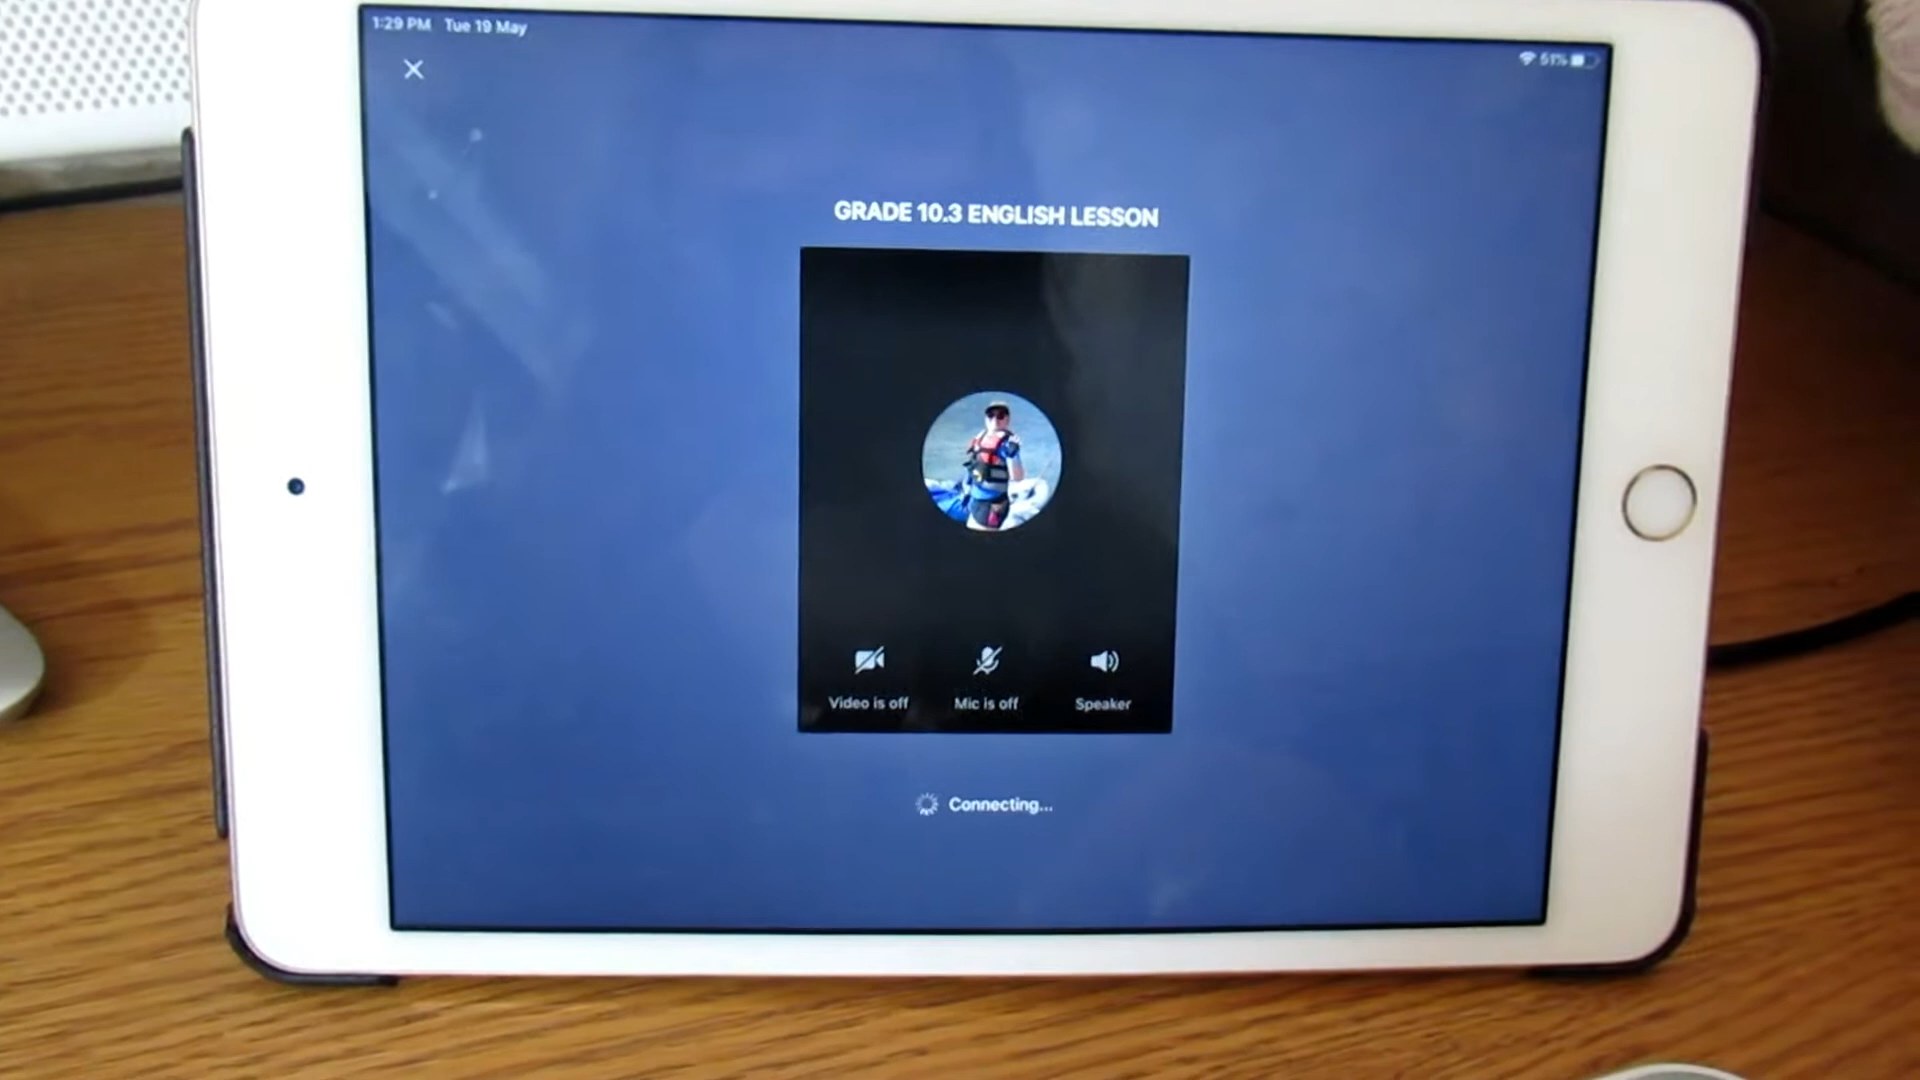 1:29 PM Tue 19 May
51%
GRADE 10.3 ENGLISH LESSON
Video is off
Mic is off
Speaker
Connecting...